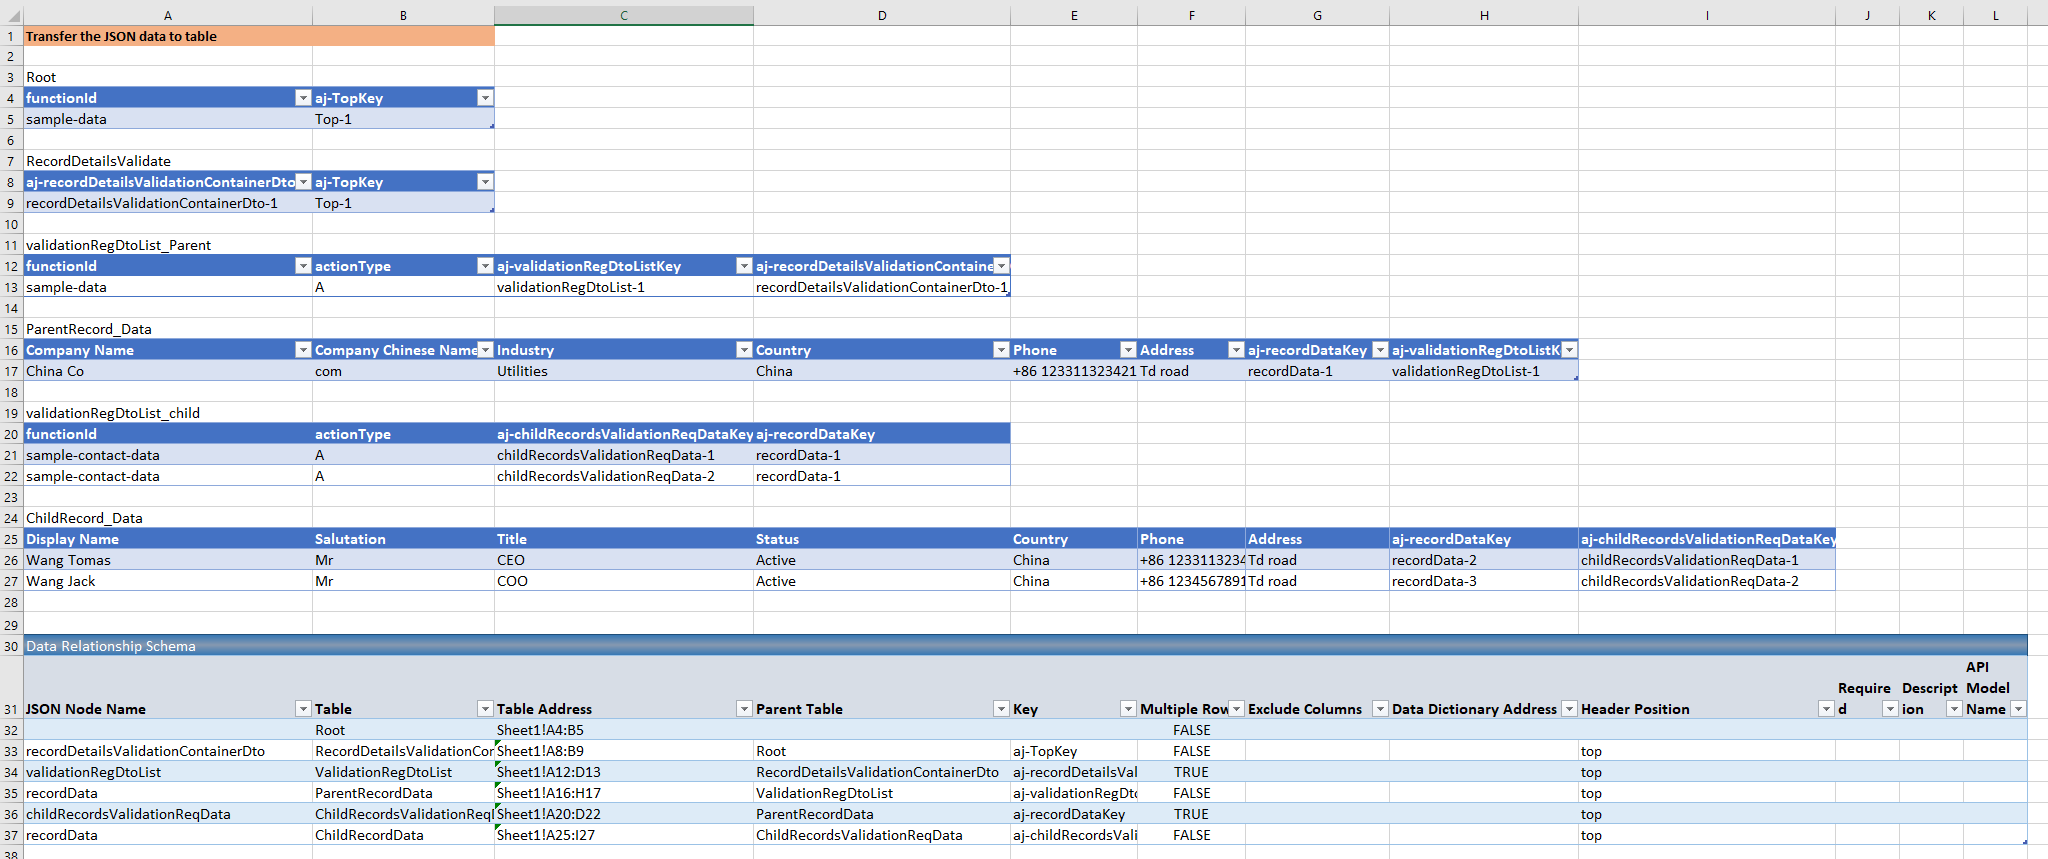 A B C D E F G H I J K L
1 Transfer the JSON data to table
2
3 Root
4 functionId aj-TopKey
5 sample-data Top-1
6
7 RecordDetailsValidate
8 aj-recordDetailsValidationContainerDto aj-TopKey
9 recordDetailsValidationContainerDto-1 Top-1
10
11 validationRegDtoList_Parent
12 functionId actionType aj-validationRegDtoListKey aj-recordDetailsValidationContaine
13 sample-data A validationRegDtoList-1 recordDetailsValidationContainerDto-1
14
15 ParentRecord_Data
16 Company Name Company Chinese Name Industry Country Phone Address aj-recordDataKey aj-validationRegDtoListK
17 China Co com Utilities China +86 123311323421 Td road recordData-1 validationRegDtoList-1
18
19 validationRegDtoList_child
20 functionId actionType aj-childRecordsValidationReqDataKey aj-recordDataKey
21 sample-contact-data A childRecordsValidationReqData-1 recordData-1
22 sample-contact-data A childRecordsValidationReqData-2 recordData-1
23
24 ChildRecord_Data
25 Display Name Salutation Title Status Country Phone Address aj-recordDataKey aj-childRecordsValidationReqDataKey
26 Wang Tomas Mr CEO Active China +86 1233113234 Td road recordData-2 childRecordsValidationReqData-1
27 Wang Jack Mr COO Active China +86 1234567891 Td road recordData-3 childRecordsValidationReqData-2
28
29
30 Data Relationship Schema
31 JSON Node Name Table Table Address Parent Table Key Multiple Row Exclude Columns Data Dictionary Address Header Position Required Description API Model Name
32 Root Sheet1!A4:B5 FALSE
33 recordDetailsValidationContainerDto RecordDetailsValidationCor Sheet1!A8:B9 Root aj-TopKey FALSE top
34 validationRegDtoList ValidationRegDtoList Sheet1!A12:D13 RecordDetailsValidationContainerDto aj-recordDetailsVal TRUE top
35 recordData ParentRecordData Sheet1!A16:H17 ValidationRegDtoList aj-validationRegDt FALSE top
36 childRecordsValidationReqData ChildRecordsValidationReq Sheet1!A20:D22 ParentRecordData aj-recordDataKey TRUE top
37 recordData ChildRecordData Sheet1!A25:I27 ChildRecordsValidationReqData aj-childRecordsVali FALSE top
38